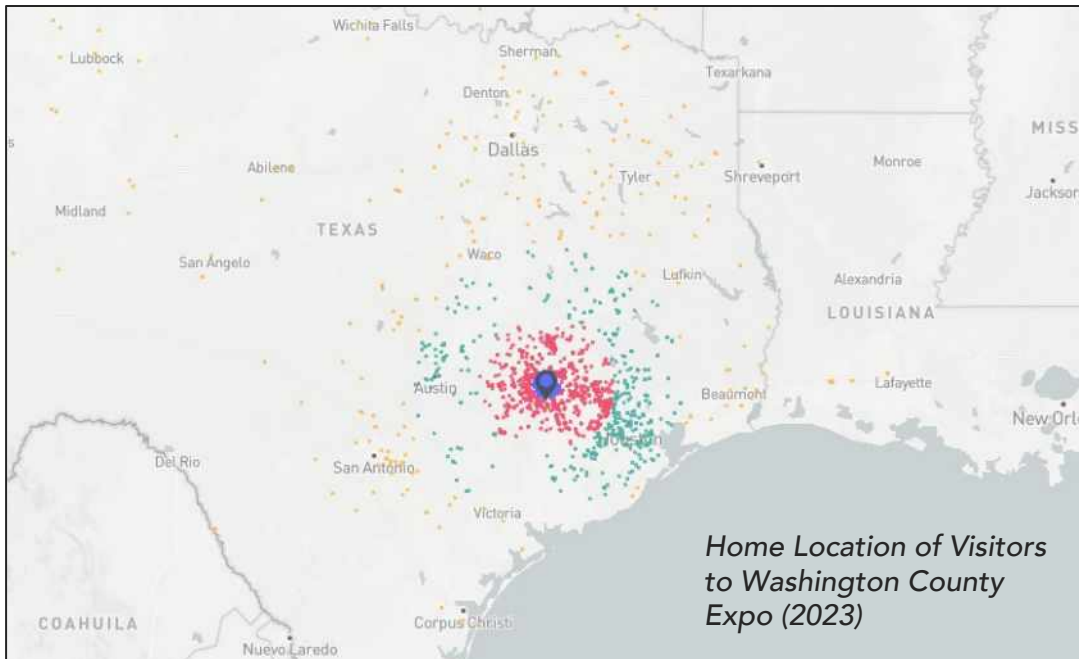 Wichita Falls
Sherman
Lubbock
Texarkana
Denton
MISS
s
Dallas
Monroe
Abilene
Tyler
Shreveport
Jackson
Midland
TEXAS
Waco
San Angelo
Lufkin
Alexandria
LOUISIANA
Austin
Beaumont
Lafayette
New Orl
Houston
Del Rio
San Antonio
Victoria
Home Location of Visitors
to Washington County
Expo (2023)
COAHUILA
Corpus Christi
Nuevo Laredo